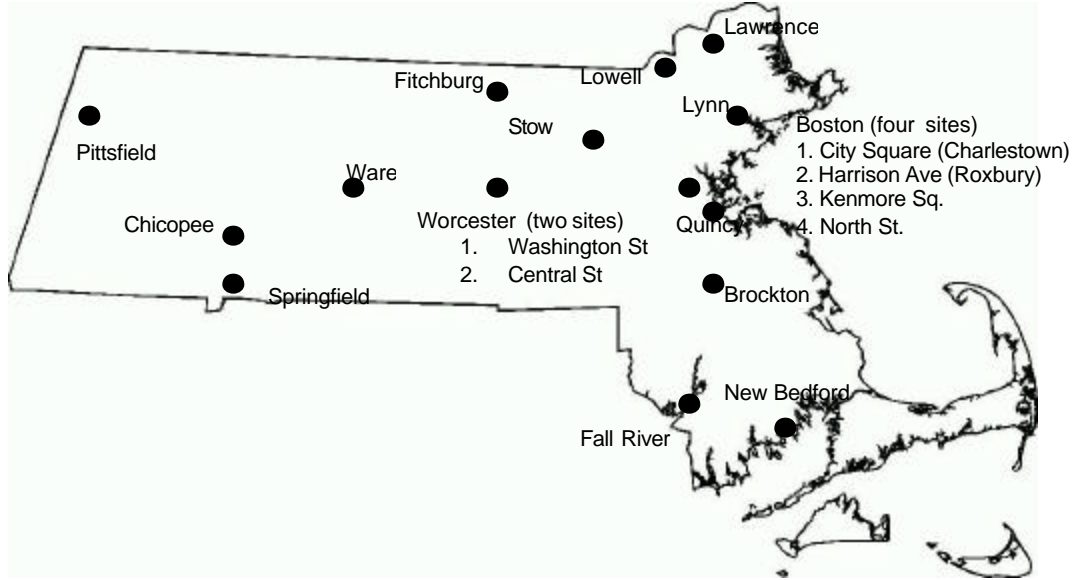 Lawrence
Lowell
Fitchburg
Lynn
Stow
Boston (four sites)
1. City Square (Charlestown)
2. Harrison Ave (Roxbury)
3. Kenmore Sq.
4. North St.
Pittsfield
Ware
Chicopee
Worcester (two sites)
1. Washington St
2. Central St
Quincy
Springfield
Brockton
New Bedford
Fall River